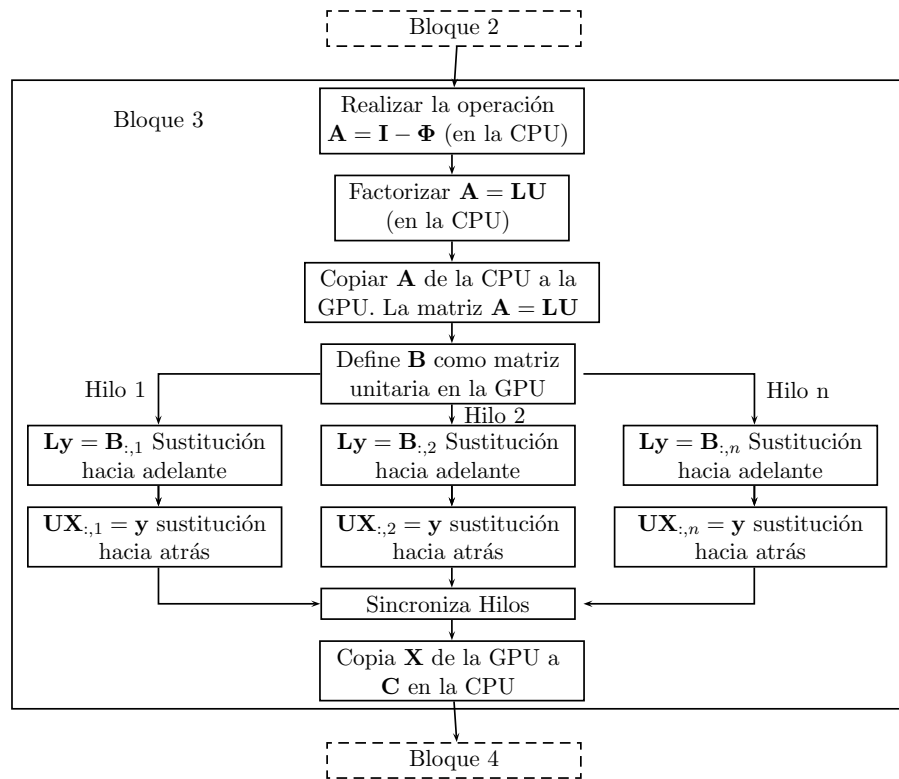 Bloque 2
Bloque 3
Realizar la operación
A = I − Φ (en la CPU)
Factorizar A = LU
(en la CPU)
Copiar A de la CPU a la
GPU. La matriz A = LU
Define B como matriz
unitaria en la GPU
Hilo 1
Hilo 2
Hilo n
Ly = B:,1 Sustitución
hacia adelante
Ly = B:,2 Sustitución
hacia adelante
Ly = B:,n Sustitución
hacia adelante
UX:,1 = y sustitución
hacia atrás
UX:,2 = y sustitución
hacia atrás
UX:,n = y sustitución
hacia atrás
Sincroniza Hilos
Copia X de la GPU a
C en la CPU
Bloque 4